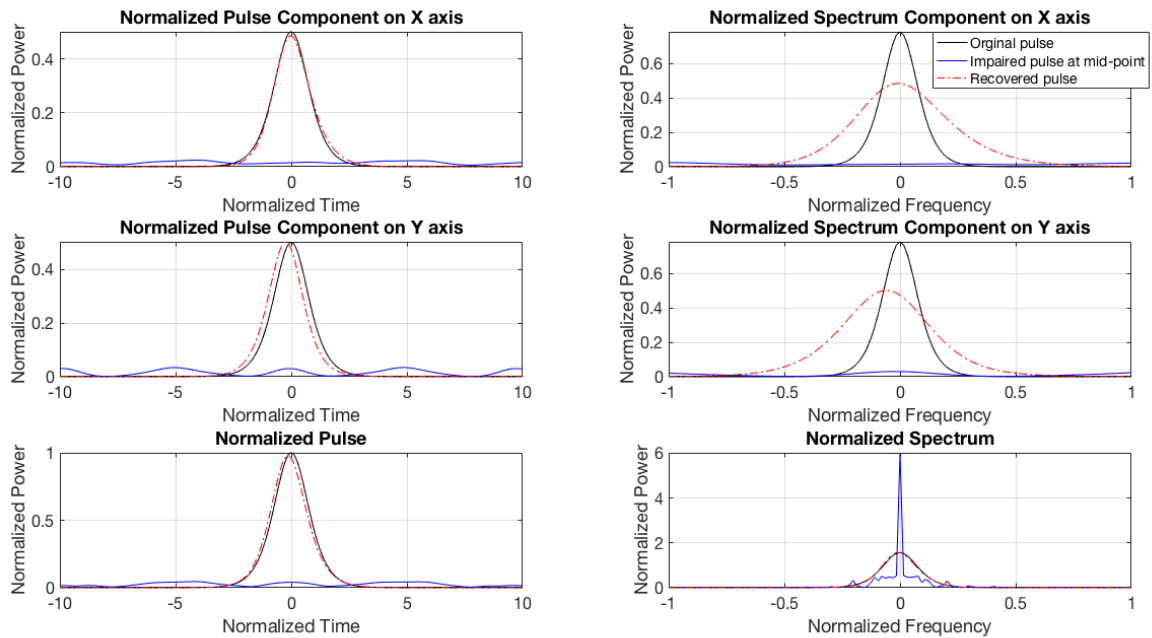 Normalized Pulse Component on X axis
Normalized Power
0.4
0.2
0
-10
-5
0
5
10
Normalized Time
Normalized Spectrum Component on X axis
Normalized Power
0.6
0.4
0.2
0
-1
-0.5
0
0.5
1
Normalized Frequency
Orginal pulse
Impaired pulse at mid-point
Recovered pulse
Normalized Pulse Component on Y axis
Normalized Power
0.4
0.2
0
-10
-5
0
5
10
Normalized Time
Normalized Spectrum Component on Y axis
Normalized Power
0.6
0.4
0.2
0
-1
-0.5
0
0.5
1
Normalized Frequency
Normalized Pulse
Normalized Power
1
0.5
0
-10
-5
0
5
10
Normalized Time
Normalized Spectrum
Normalized Power
6
4
2
0
-1
-0.5
0
0.5
1
Normalized Frequency